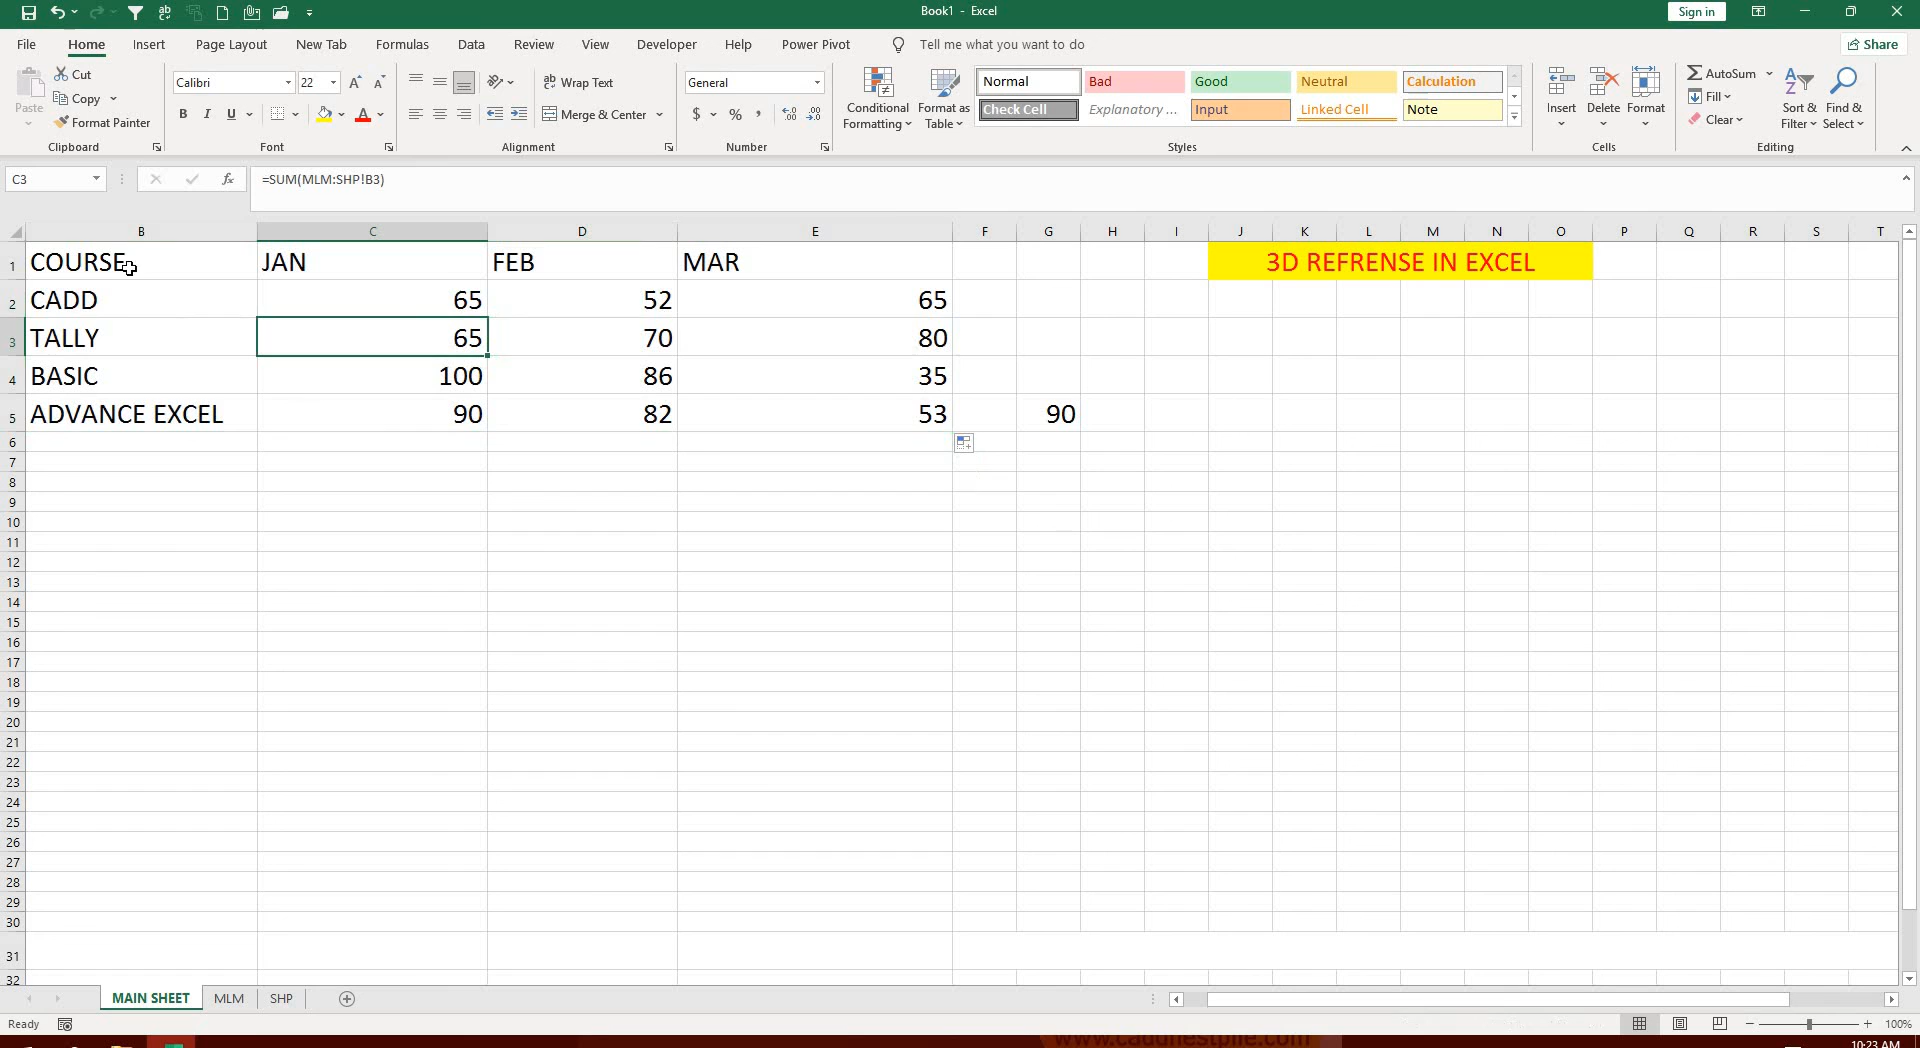 Book1 - Excel
Sign in
File Home Insert Page Layout New Tab Formulas Data Review View Developer Help Power Pivot Tell me what you want to do Share
Paste
Cut
Copy
Format Painter
Clipboard
Calibri 22
B I U
Font
Wrap Text
Merge & Center
Alignment
General
$ % ,
Number
Conditional Formatting
Format as Table
Normal Bad Good Neutral Calculation
Check Cell Explanatory ... Input Linked Cell Note
Styles
Insert Delete Format
Cells
AutoSum
Fill
Clear
Sort & Filter
Find & Select
Editing
C3 fx =SUM(MLM:SHP!B3)
B C D E F G H I J K L M N O P Q R S T
1 COURSE JAN FEB MAR 3D REFRENSE IN EXCEL
2 CADD 65 52 65
3 TALLY 65 70 80
4 BASIC 100 86 35
5 ADVANCE EXCEL 90 82 53 90
6
7
8
9
10
11
12
13
14
15
16
17
18
19
20
21
22
23
24
25
26
27
28
29
30
31
32
MAIN SHEET MLM SHP
Ready 100%
10:23 AM